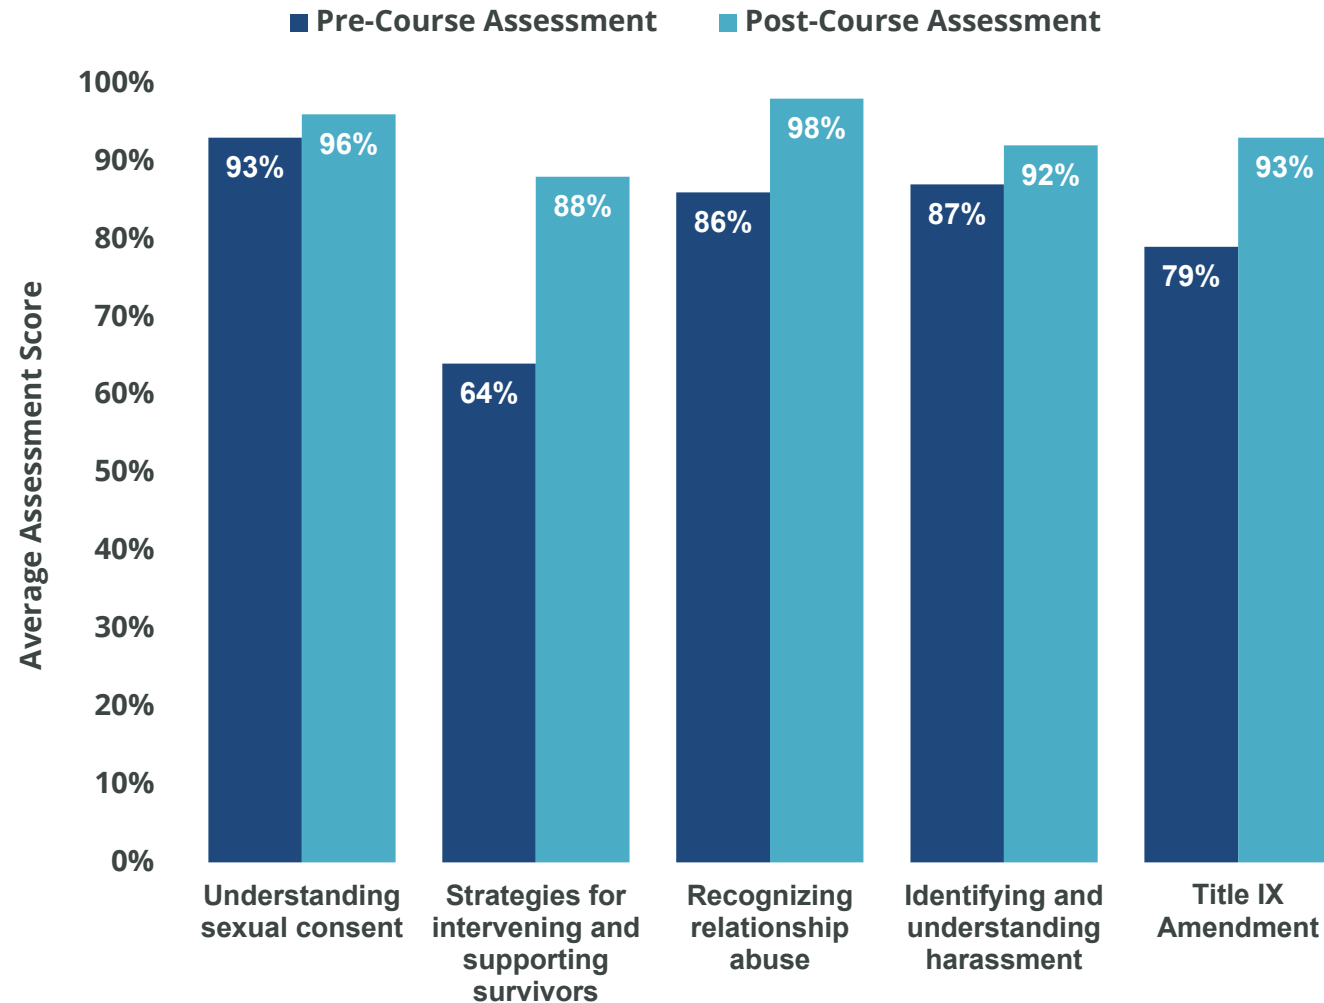 Pre-Course Assessment Post-Course Assessment
Average Assessment Score
100%
90%
80%
70%
60%
50%
40%
30%
20%
10%
0%
93%
96%
64%
88%
86%
98%
87%
92%
79%
93%
Understanding
sexual consent
Strategies for
intervening and
supporting
survivors
Recognizing
relationship
abuse
Identifying and
understanding
harassment
Title IX
Amendment